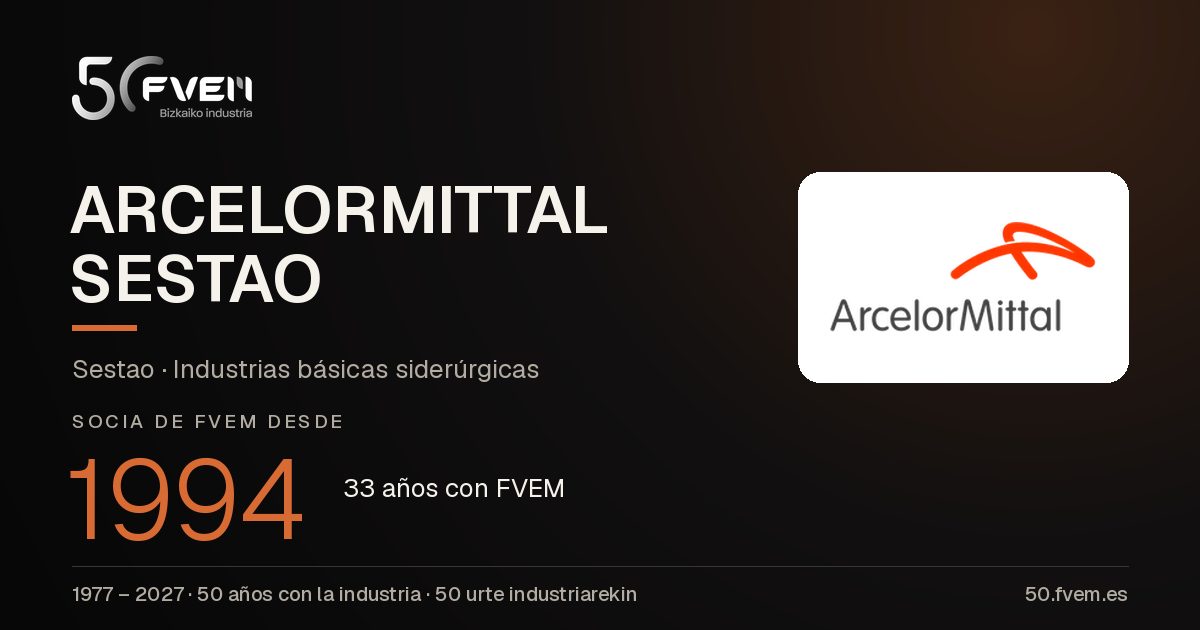 50 FVEM
Bizkaiko industria
ARCELORMITTAL
SESTAO
ArcelorMittal
Sestao · Industrias básicas siderúrgicas
SOCIA DE FVEM DESDE
1994
33 años con FVEM
1977 – 2027 · 50 años con la industria · 50 urte industriarekin
50.fvem.es